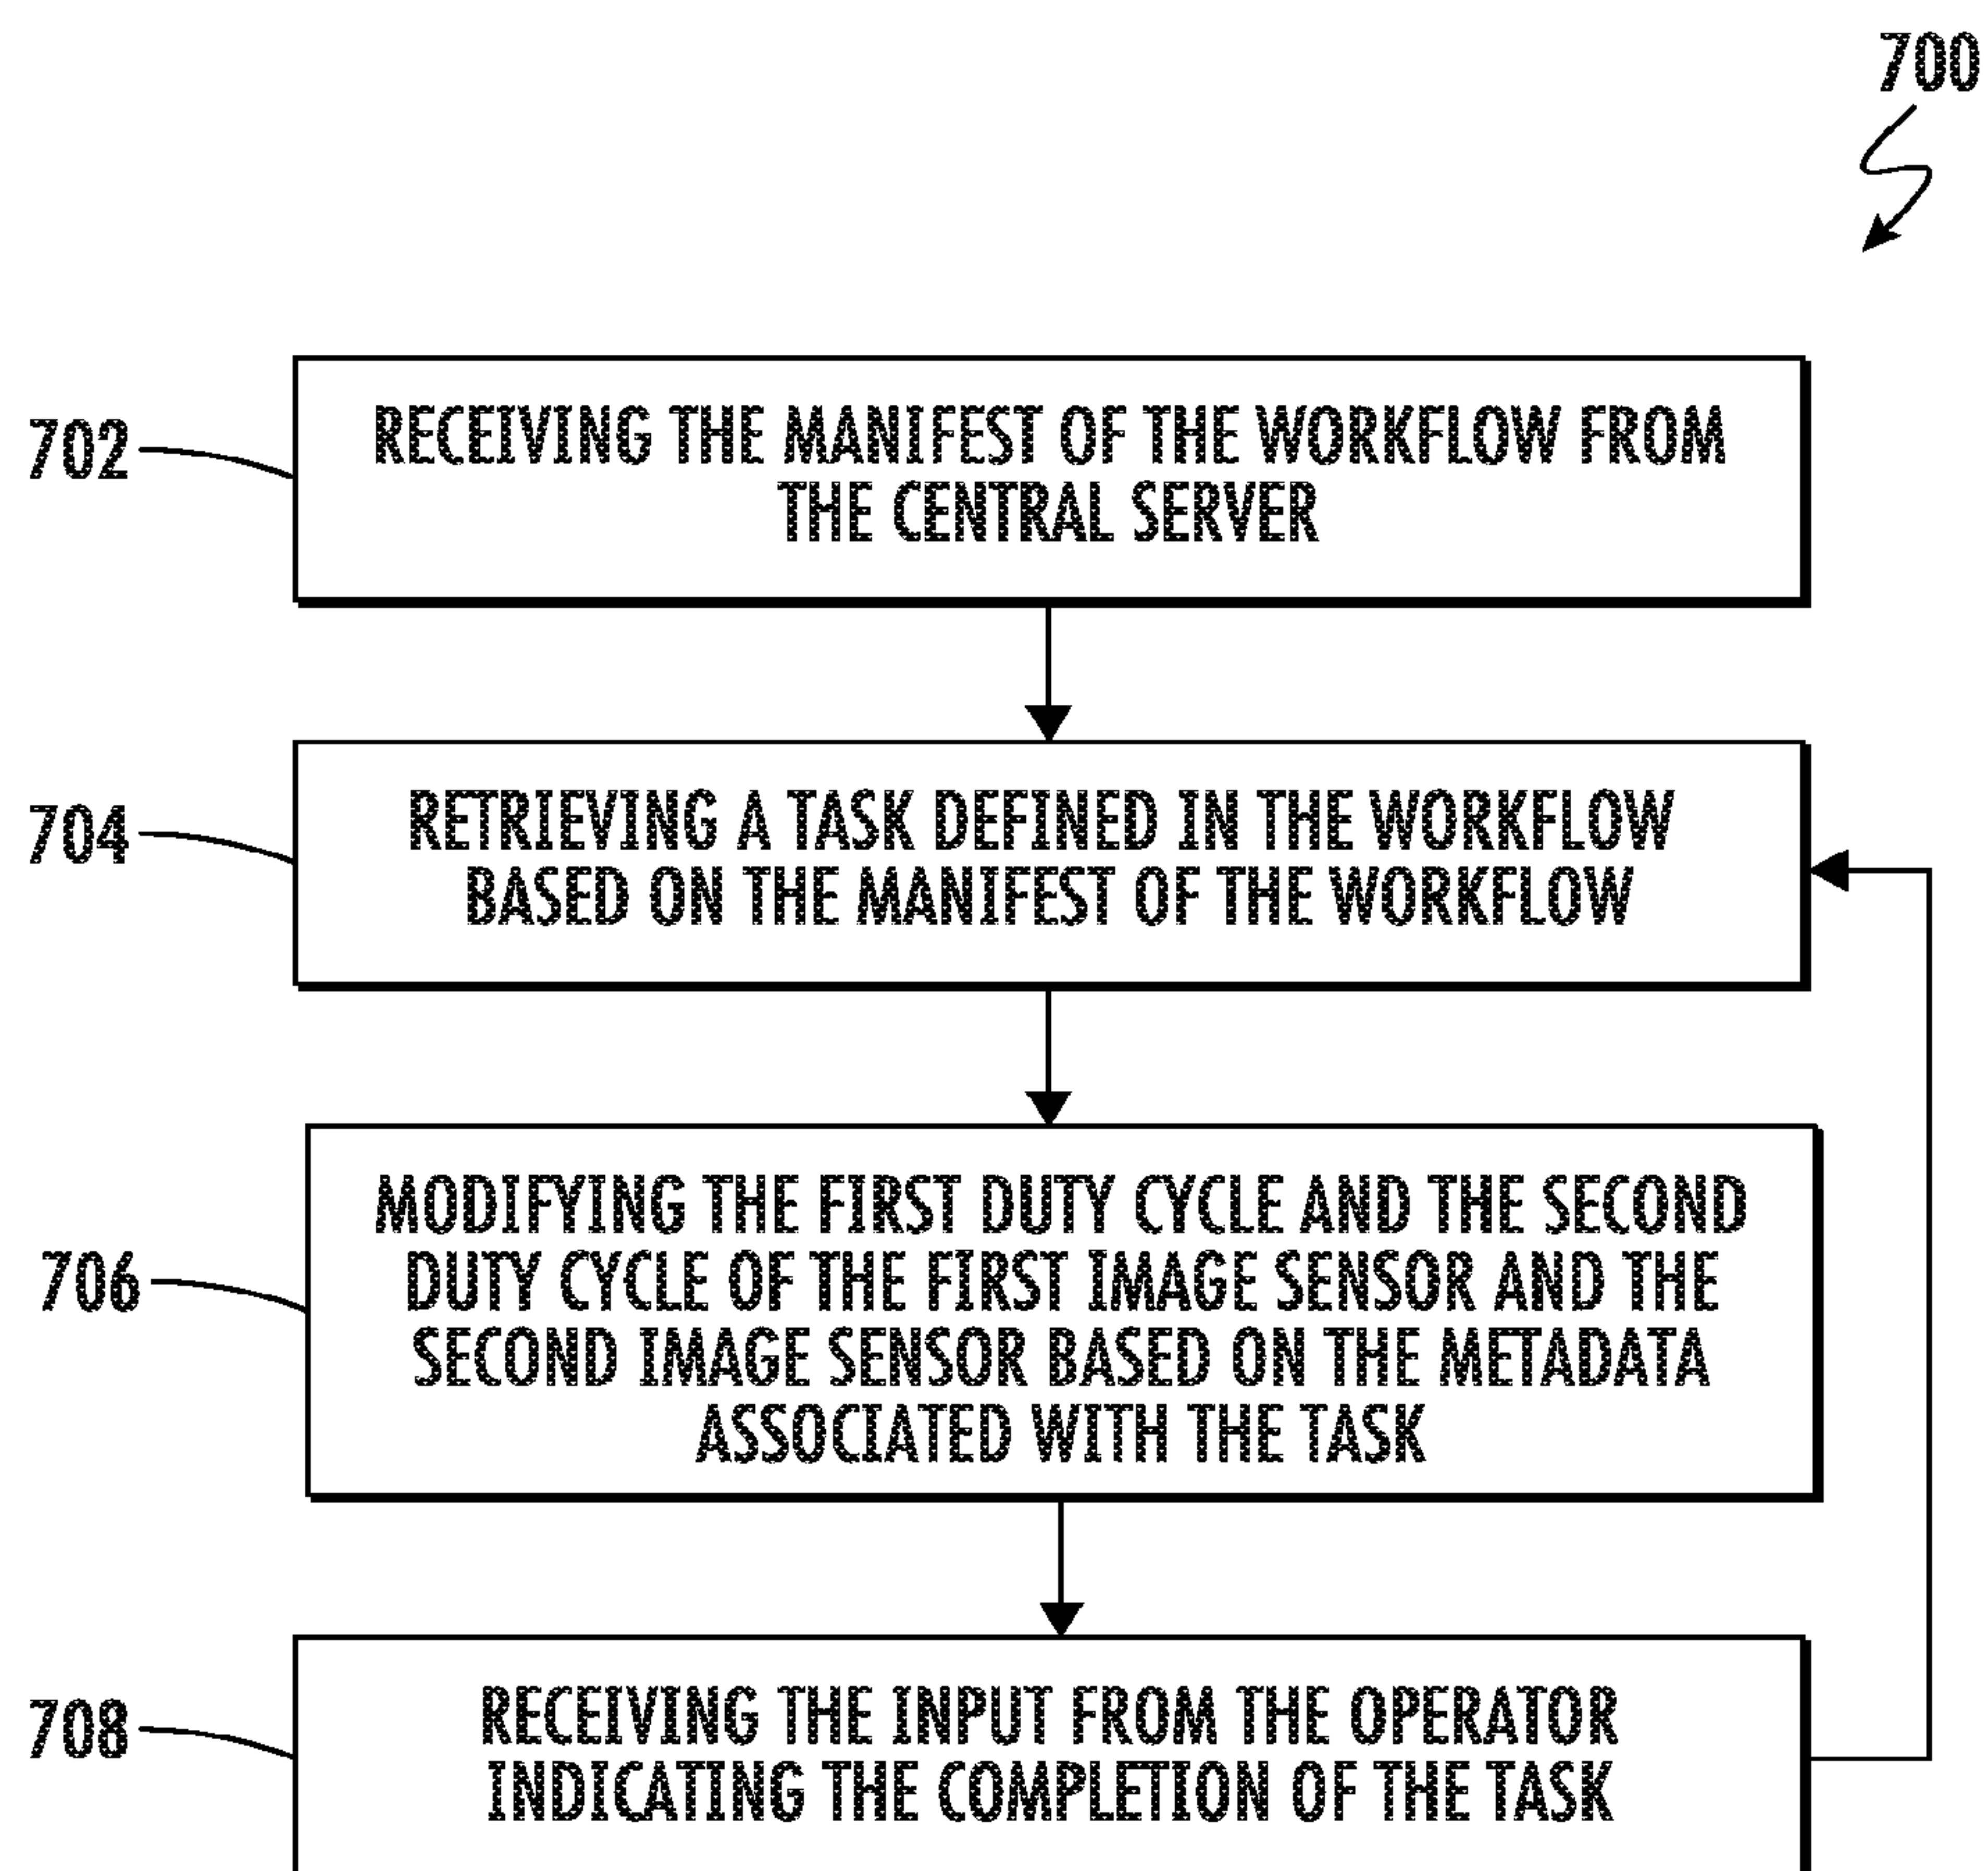 700
702
RECEIVING THE MANIFEST OF THE WORKFLOW FROM
THE CENTRAL SERVER
704
RETRIEVING A TASK DEFINED IN THE WORKFLOW
BASED ON THE MANIFEST OF THE WORKFLOW
706
MODIFYING THE FIRST DUTY CYCLE AND THE SECOND
DUTY CYCLE OF THE FIRST IMAGE SENSOR AND THE
SECOND IMAGE SENSOR BASED ON THE METADATA
ASSOCIATED WITH THE TASK
708
RECEIVING THE INPUT FROM THE OPERATOR
INDICATING THE COMPLETION OF THE TASK